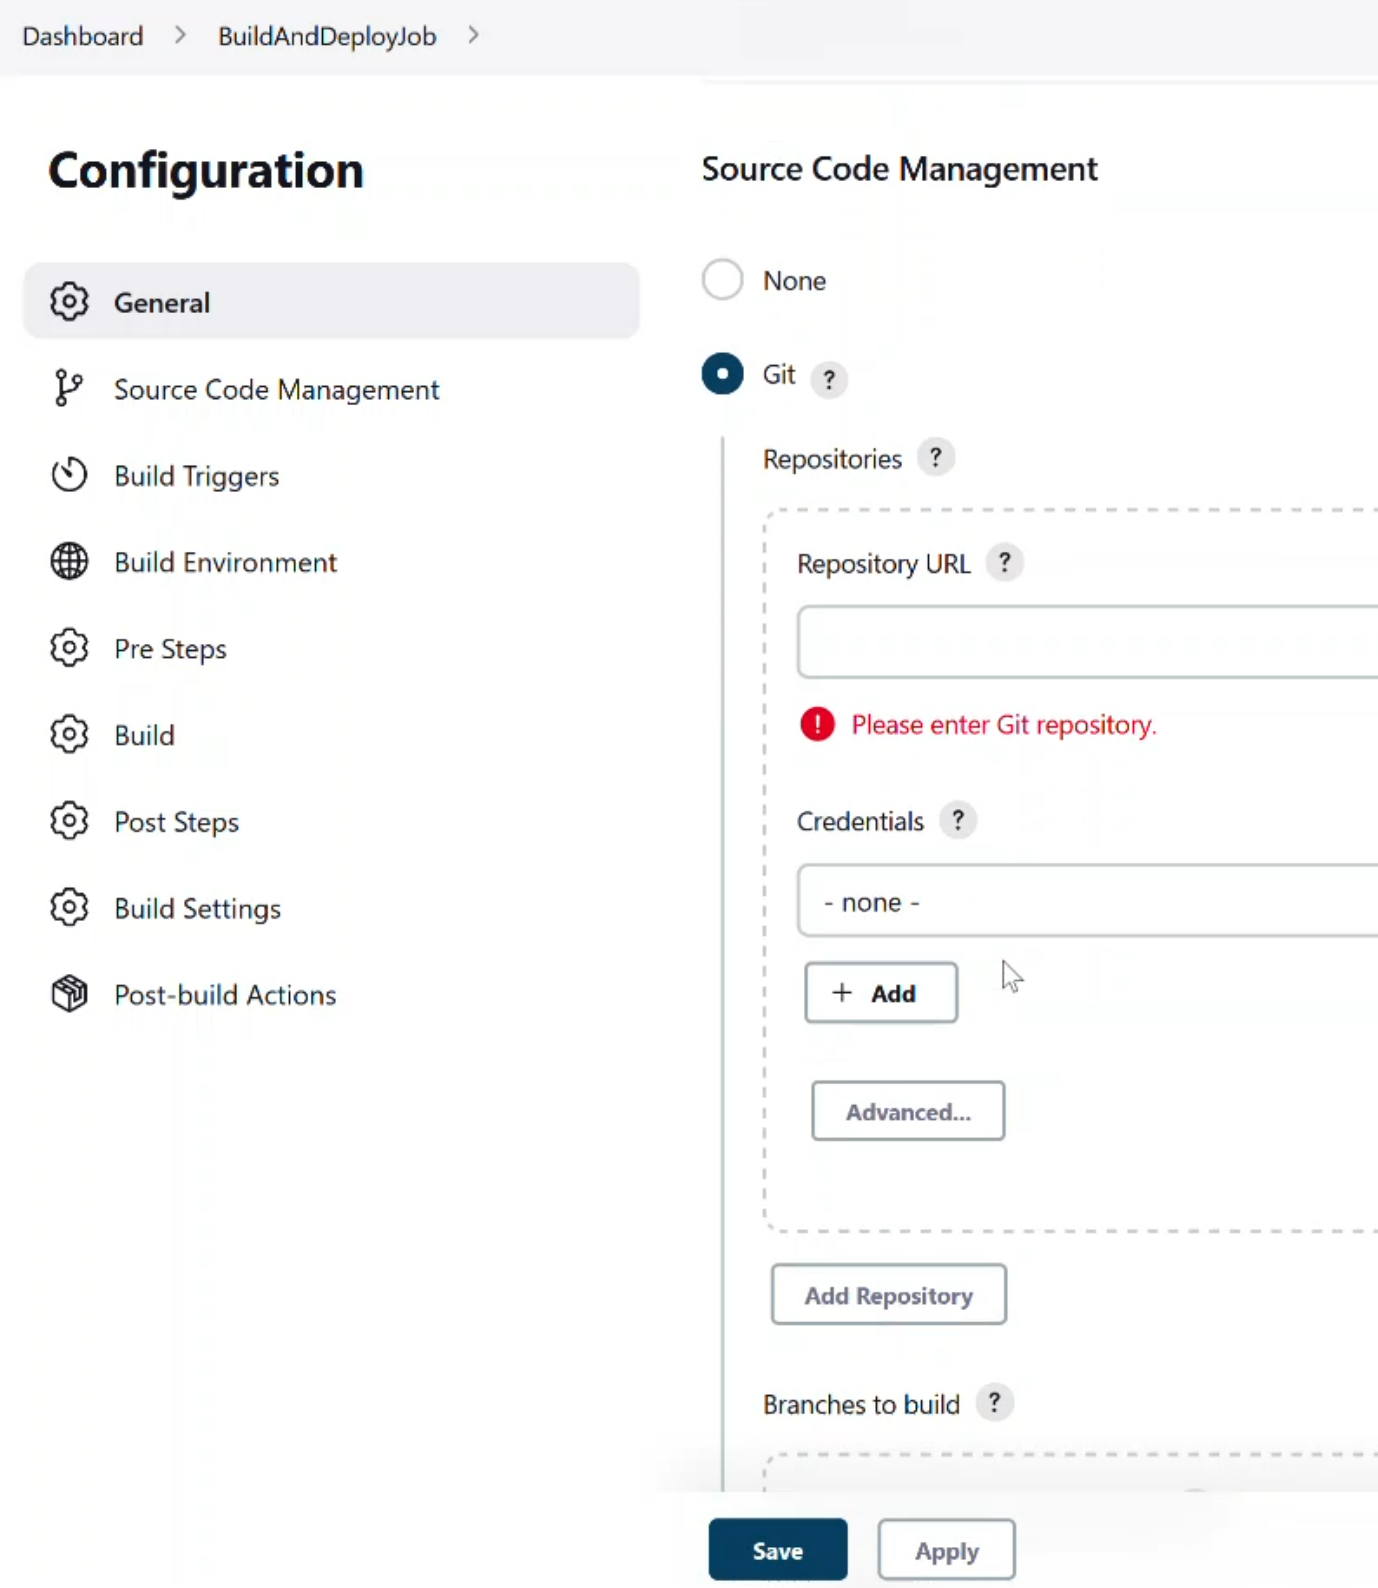 Dashboard > BuildAndDeployJob >
Configuration
General
Source Code Management
Build Triggers
Build Environment
Pre Steps
Build
Post Steps
Build Settings
Post-build Actions
Source Code Management
None
Git ?
Repositories ?
Repository URL ?
! Please enter Git repository.
Credentials ?
- none -
+ Add
Advanced...
Add Repository
Branches to build ?
Save Apply